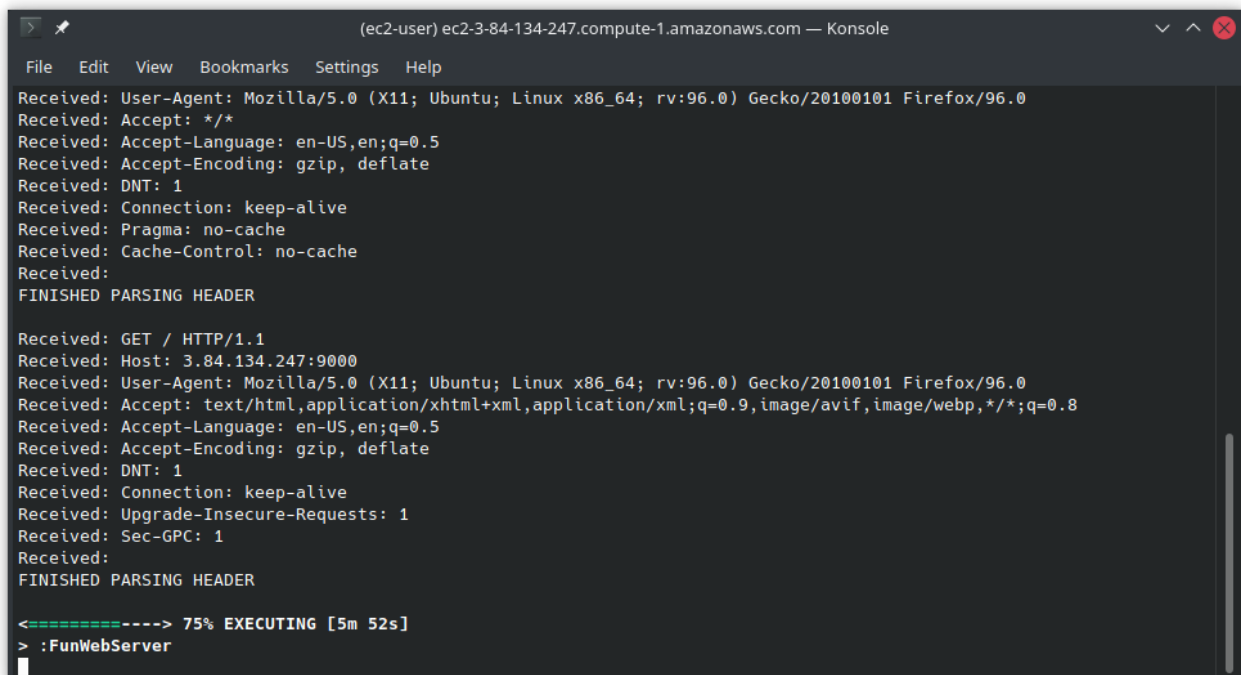 (ec2-user) ec2-3-84-134-247.compute-1.amazonaws.com — Konsole
File Edit View Bookmarks Settings Help
Received: User-Agent: Mozilla/5.0 (X11; Ubuntu; Linux x86_64; rv:96.0) Gecko/20100101 Firefox/96.0
Received: Accept: */*
Received: Accept-Language: en-US,en;q=0.5
Received: Accept-Encoding: gzip, deflate
Received: DNT: 1
Received: Connection: keep-alive
Received: Pragma: no-cache
Received: Cache-Control: no-cache
Received:
FINISHED PARSING HEADER

Received: GET / HTTP/1.1
Received: Host: 3.84.134.247:9000
Received: User-Agent: Mozilla/5.0 (X11; Ubuntu; Linux x86_64; rv:96.0) Gecko/20100101 Firefox/96.0
Received: Accept: text/html,application/xhtml+xml,application/xml;q=0.9,image/avif,image/webp,*/*;q=0.8
Received: Accept-Language: en-US,en;q=0.5
Received: Accept-Encoding: gzip, deflate
Received: DNT: 1
Received: Connection: keep-alive
Received: Upgrade-Insecure-Requests: 1
Received: Sec-GPC: 1
Received:
FINISHED PARSING HEADER

<=========----> 75% EXECUTING [5m 52s]
> :FunWebServer